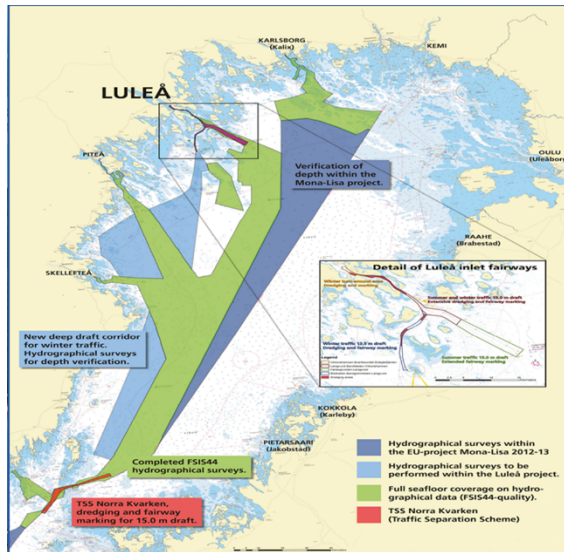 KARLSBORG
(Kalix)
KEMI
LULEÅ
PITEÅ
OULU
(Uleåborg)
Verification of
depth within the
Mona-Lisa project.
RAAHE
(Brahestad)
SKELLEFTEÅ
Detail of Luleå inlet fairways
Summer and winter traffic 15.0 m draft
Extensive dredging and fairway marking
Dredging and marking
Winter traffic 12.0 m draft
Dredging and fairway marking
Summer traffic 15.0 m draft
Extended fairway marking
Legend
New deep draft corridor
for winter traffic.
Hydrographical surveys
for depth verification.
KOKKOLA
(Karleby)
PIETARSAARI
(Jakobstad)
Completed FSIS44
hydrographical surveys.
TSS Norra Kvarken,
dredging and fairway
marking for 15.0 m draft.
Hydrographical surveys within
the EU-project Mona-Lisa 2012-13
Hydrographical surveys to be
performed within the Luleå project.
Full seafloor coverage on hydro-
graphical data (FSIS44-quality).
TSS Norra Kvarken
(Traffic Separation Scheme)